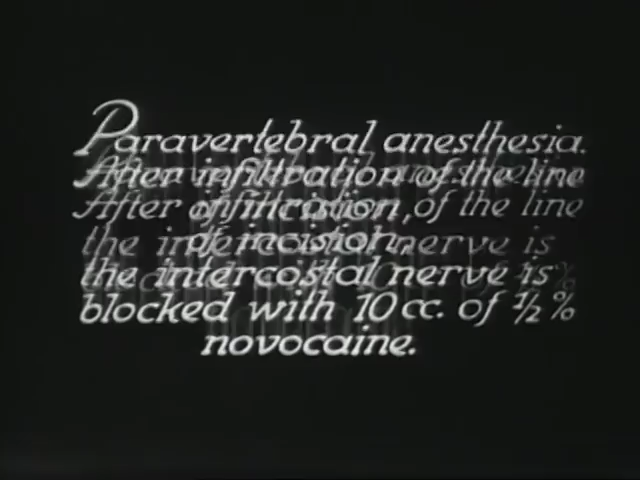 Paravertebral anesthesia.
After infiltration of the line
of incision,
the intercostal nerve is
blocked with 10 cc. of ½ %
novocaine.